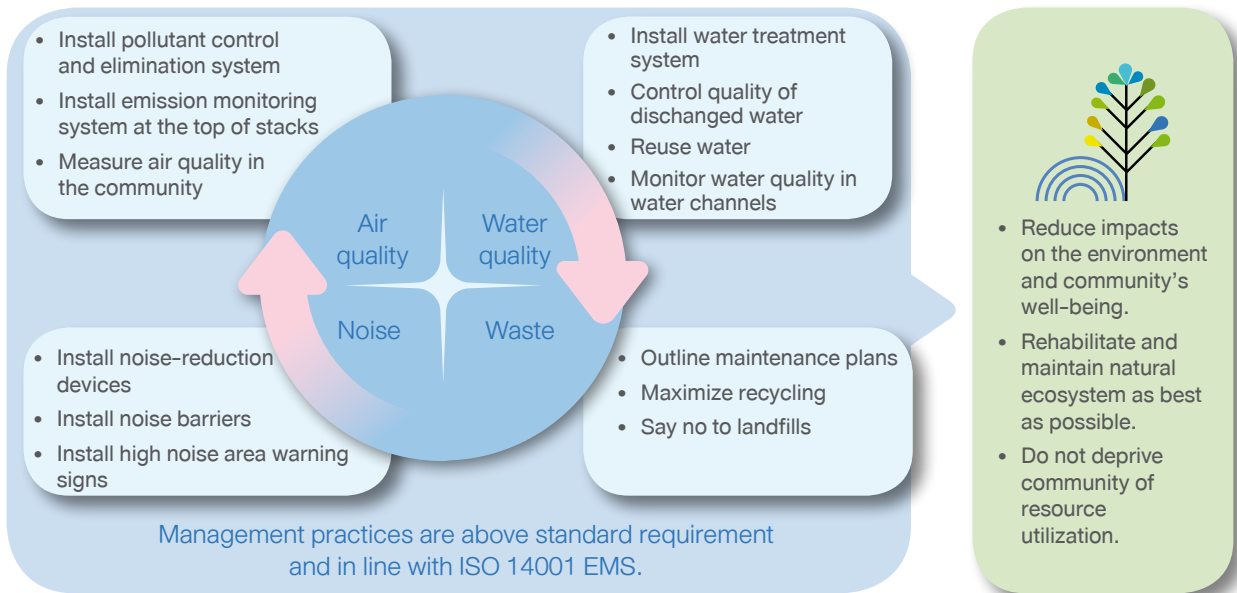 • Install pollutant control
and elimination system
• Install emission monitoring
system at the top of stacks
• Measure air quality in
the community
• Install water treatment
system
• Control quality of
dischanged water
• Reuse water
• Monitor water quality in
water channels
Air
quality
Water
quality
Noise
Waste
• Install noise-reduction
devices
• Install noise barriers
• Install high noise area warning
signs
• Outline maintenance plans
• Maximize recycling
• Say no to landfills
Management practices are above standard requirement
and in line with ISO 14001 EMS.
• Reduce impacts
on the environment
and community’s
well-being.
• Rehabilitate and
maintain natural
ecosystem as best
as possible.
• Do not deprive
community of
resource
utilization.